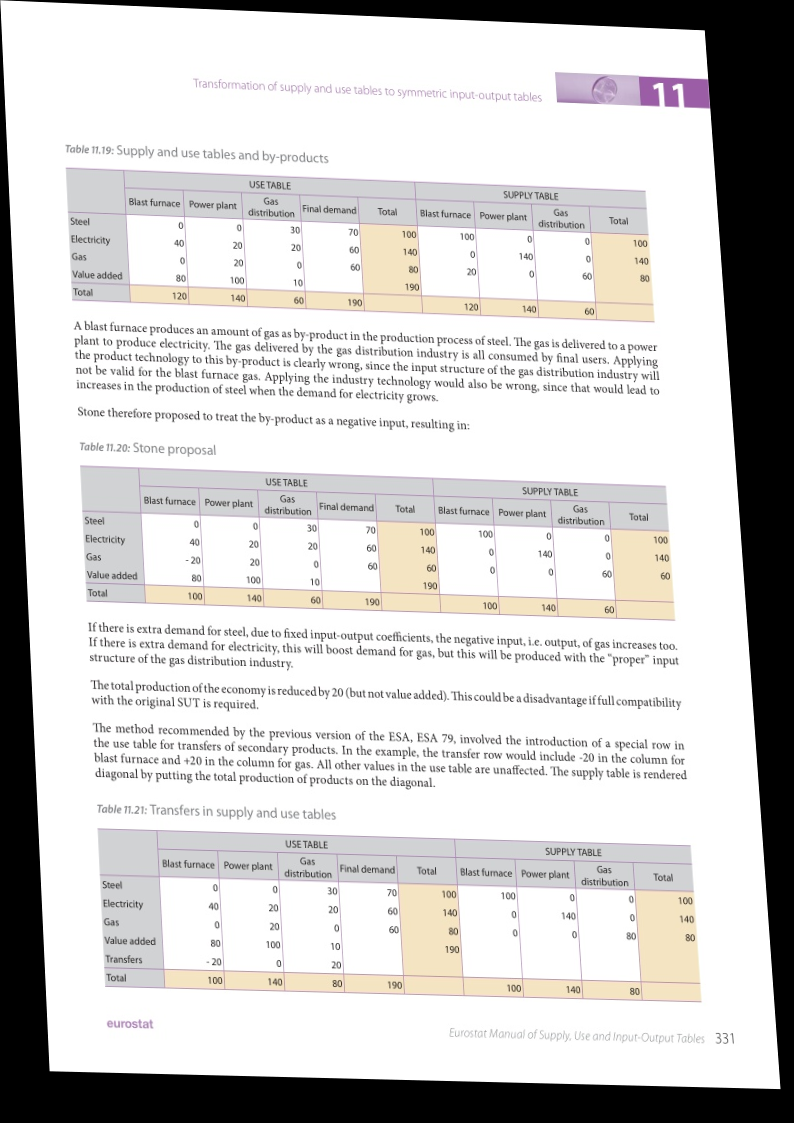 Transformation of supply and use tables to symmetric input-output tables
11
Table 11.19: Supply and use tables and by-products
USE TABLE SUPPLY TABLE
Blast furnace Power plant Gas distribution Final demand Total Blast furnace Power plant Gas distribution Total
Steel 0 0 30 70 100 100 0 0 100
Electricity 40 20 20 60 140 0 140 0 140
Gas 0 20 0 60 80 20 0 60 80
Value added 80 100 10 190
Total 120 140 60 190 120 140 60
A blast furnace produces an amount of gas as by-product in the production process of steel. The gas is delivered to a power
plant to produce electricity. The gas delivered by the gas distribution industry is all consumed by final users. Applying
the product technology to this by-product is clearly wrong, since the input structure of the gas distribution industry will
not be valid for the blast furnace gas. Applying the industry technology would also be wrong, since that would lead to
increases in the production of steel when the demand for electricity grows.
Stone therefore proposed to treat the by-product as a negative input, resulting in:
Table 11.20: Stone proposal
USE TABLE SUPPLY TABLE
Blast furnace Power plant Gas distribution Final demand Total Blast furnace Power plant Gas distribution Total
Steel 0 0 30 70 100 100 0 0 100
Electricity 40 20 20 60 140 0 140 0 140
Gas - 20 20 0 60 60 0 0 60 60
Value added 80 100 10 190
Total 100 140 60 190 100 140 60
If there is extra demand for steel, due to fixed input-output coefficients, the negative input, i.e. output, of gas increases too.
If there is extra demand for electricity, this will boost demand for gas, but this will be produced with the "proper" input
structure of the gas distribution industry.
The total production of the economy is reduced by 20 (but not value added). This could be a disadvantage if full compatibility
with the original SUT is required.
The method recommended by the previous version of the ESA, ESA 79, involved the introduction of a special row in
the use table for transfers of secondary products. In the example, the transfer row would include -20 in the column for
blast furnace and +20 in the column for gas. All other values in the use table are unaffected. The supply table is rendered
diagonal by putting the total production of products on the diagonal.
Table 11.21: Transfers in supply and use tables
USE TABLE SUPPLY TABLE
Blast furnace Power plant Gas distribution Final demand Total Blast furnace Power plant Gas distribution Total
Steel 0 0 30 70 100 100 0 0 100
Electricity 40 20 20 60 140 0 140 0 140
Gas 0 20 0 60 80 0 0 80 80
Value added 80 100 10 190
Transfers - 20 0 20
Total 100 140 80 190 100 140 80
eurostat
Eurostat Manual of Supply, Use and Input-Output Tables 331